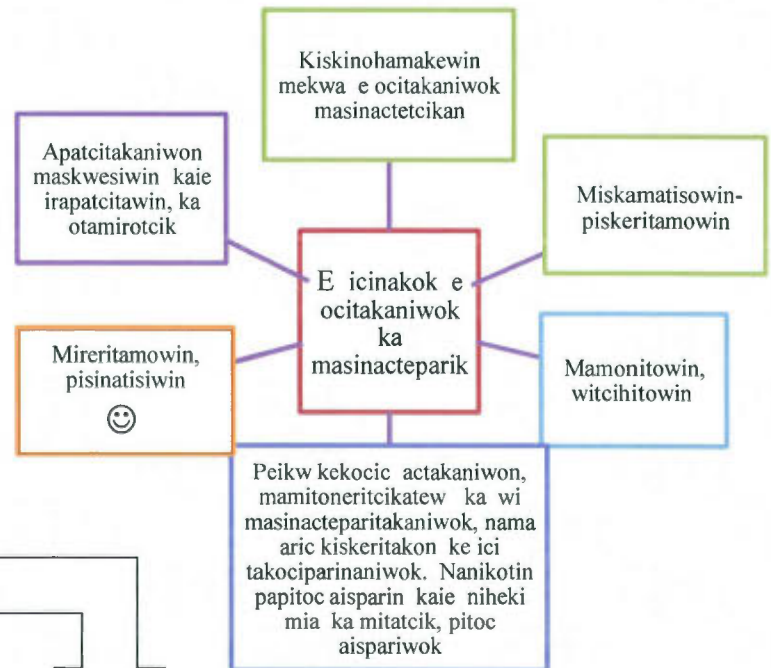 Kiskinohamakewin
mekwa e ocitakaniwok
masinactetcikan
Apatcitakaniwon
maskwesiwin kaie
irapatcitawin, ka
otamirotcik
Miskamatisowin-
piskeritamowin
E icinakok e
ocitakaniwok
ka
masinacteparik
Mireritamowin,
pisinatisiwin
Mamonitowin,
witcihitowin
Peikw kekocic actakaniwon,
mamitoneritcikatew ka wi
masinacteparitakaniwok, nama
aric kiskeritakon ke ici
takociparinaniwok. Nanikotin
papitoc aisparin kaie niheki
mia ka mitatcik, pitoc
aispariwok